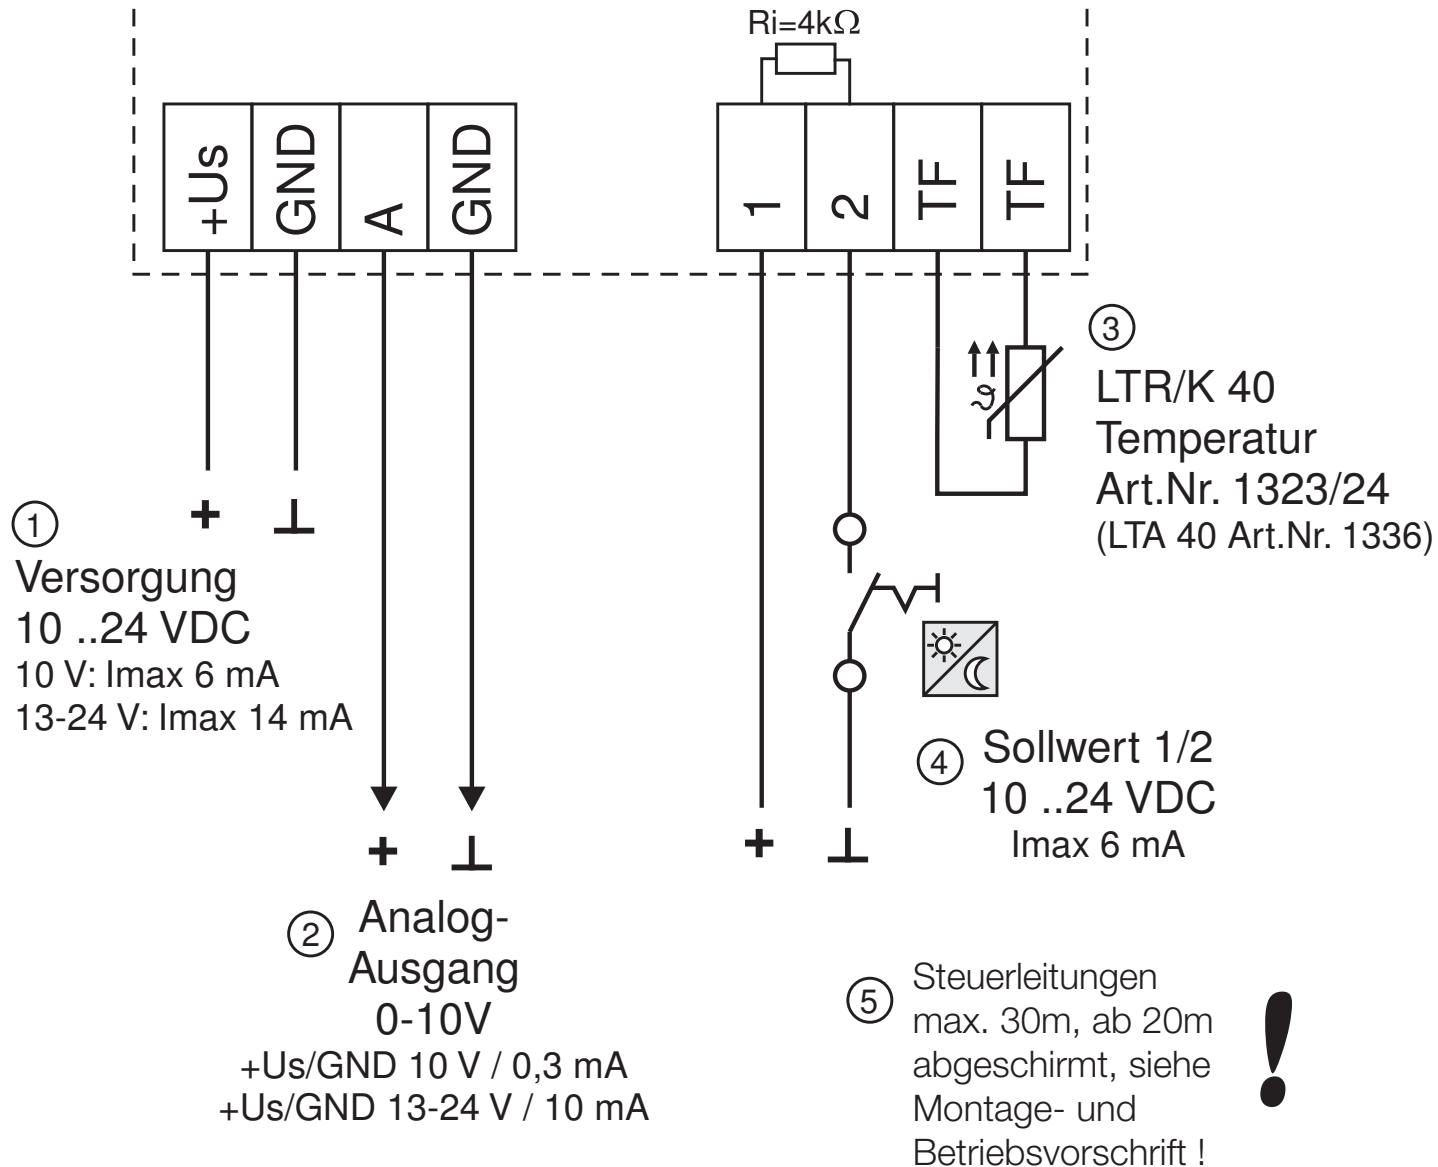 Ri=4kΩ
+Us
GND
A
GND
1
2
TF
TF
+
⊥
1
Versorgung
10 ..24 VDC
10 V: Imax 6 mA
13-24 V: Imax 14 mA
+
⊥
2
Analog-
Ausgang
0-10V
+Us/GND 10 V / 0,3 mA
+Us/GND 13-24 V / 10 mA
ϑ
3
LTR/K 40
Temperatur
Art.Nr. 1323/24
(LTA 40 Art.Nr. 1336)
+
⊥
4
Sollwert 1/2
10 ..24 VDC
Imax 6 mA
5
Steuerleitungen
max. 30m, ab 20m
abgeschirmt, siehe
Montage- und
Betriebsvorschrift !
!